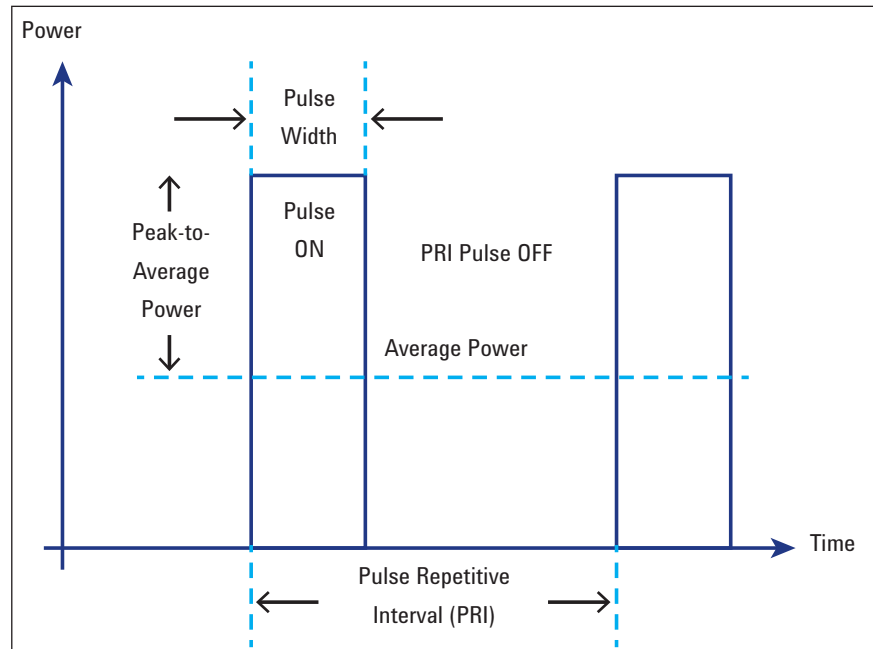 Power
Pulse
Width
Pulse
ON
Peak-to-
Average
Power
PRI Pulse OFF
Average Power
Time
Pulse Repetitive
Interval (PRI)